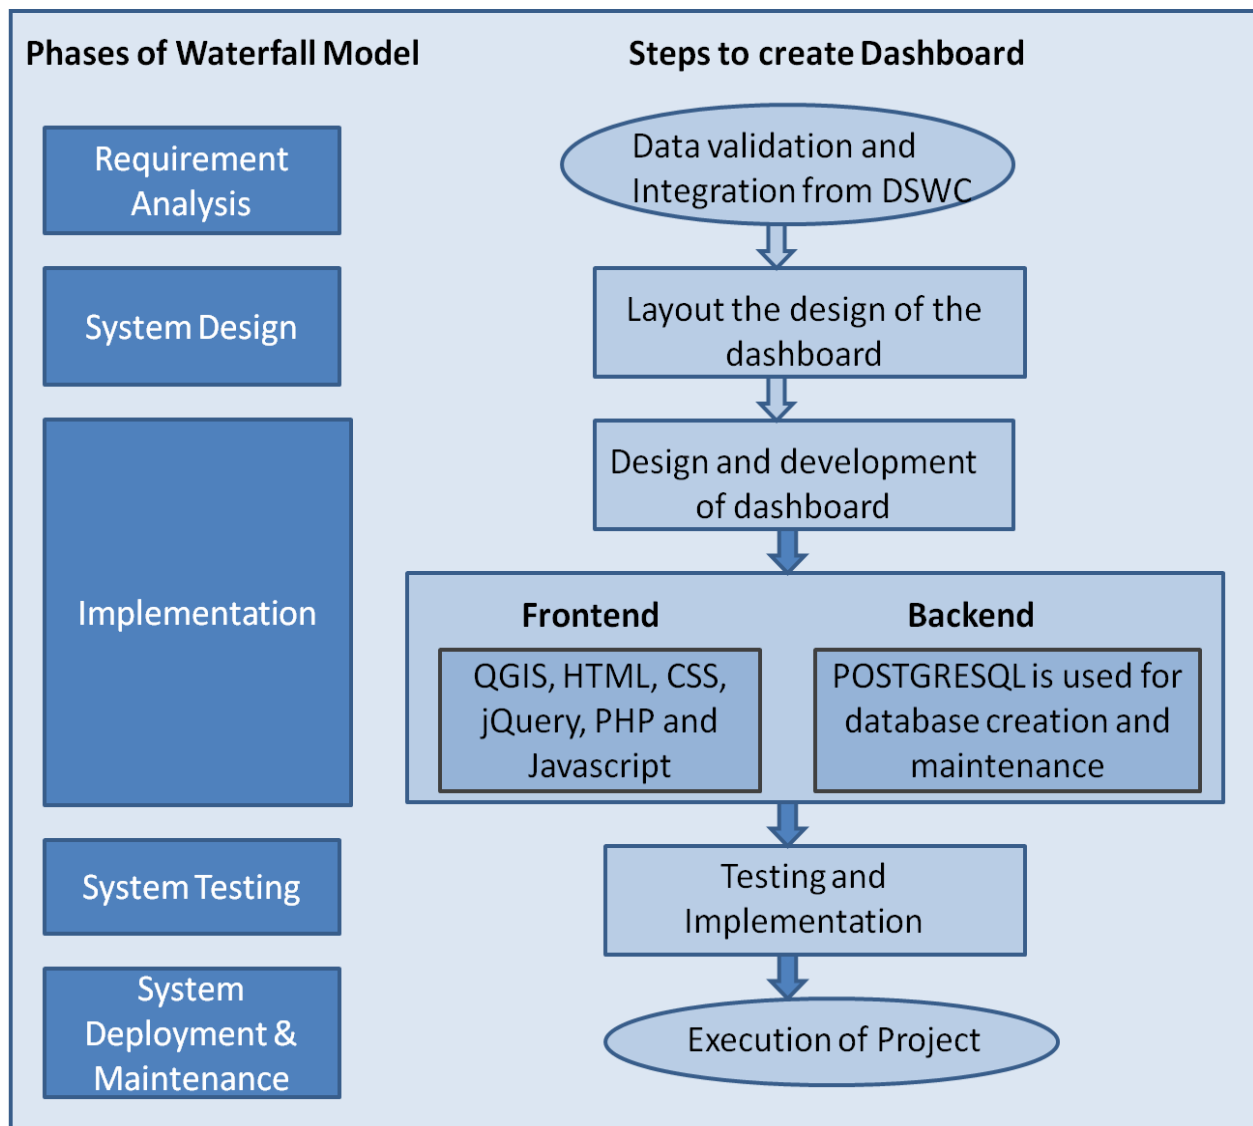 Phases of Waterfall Model
Steps to create Dashboard
Requirement
Analysis
Data validation and
Integration from DSWC
System Design
Layout the design of the
dashboard
Implementation
Design and development
of dashboard
Frontend
QGIS, HTML, CSS,
jQuery, PHP and
Javascript
Backend
POSTGRESQL is used for
database creation and
maintenance
System Testing
Testing and
Implementation
System
Deployment &
Maintenance
Execution of Project